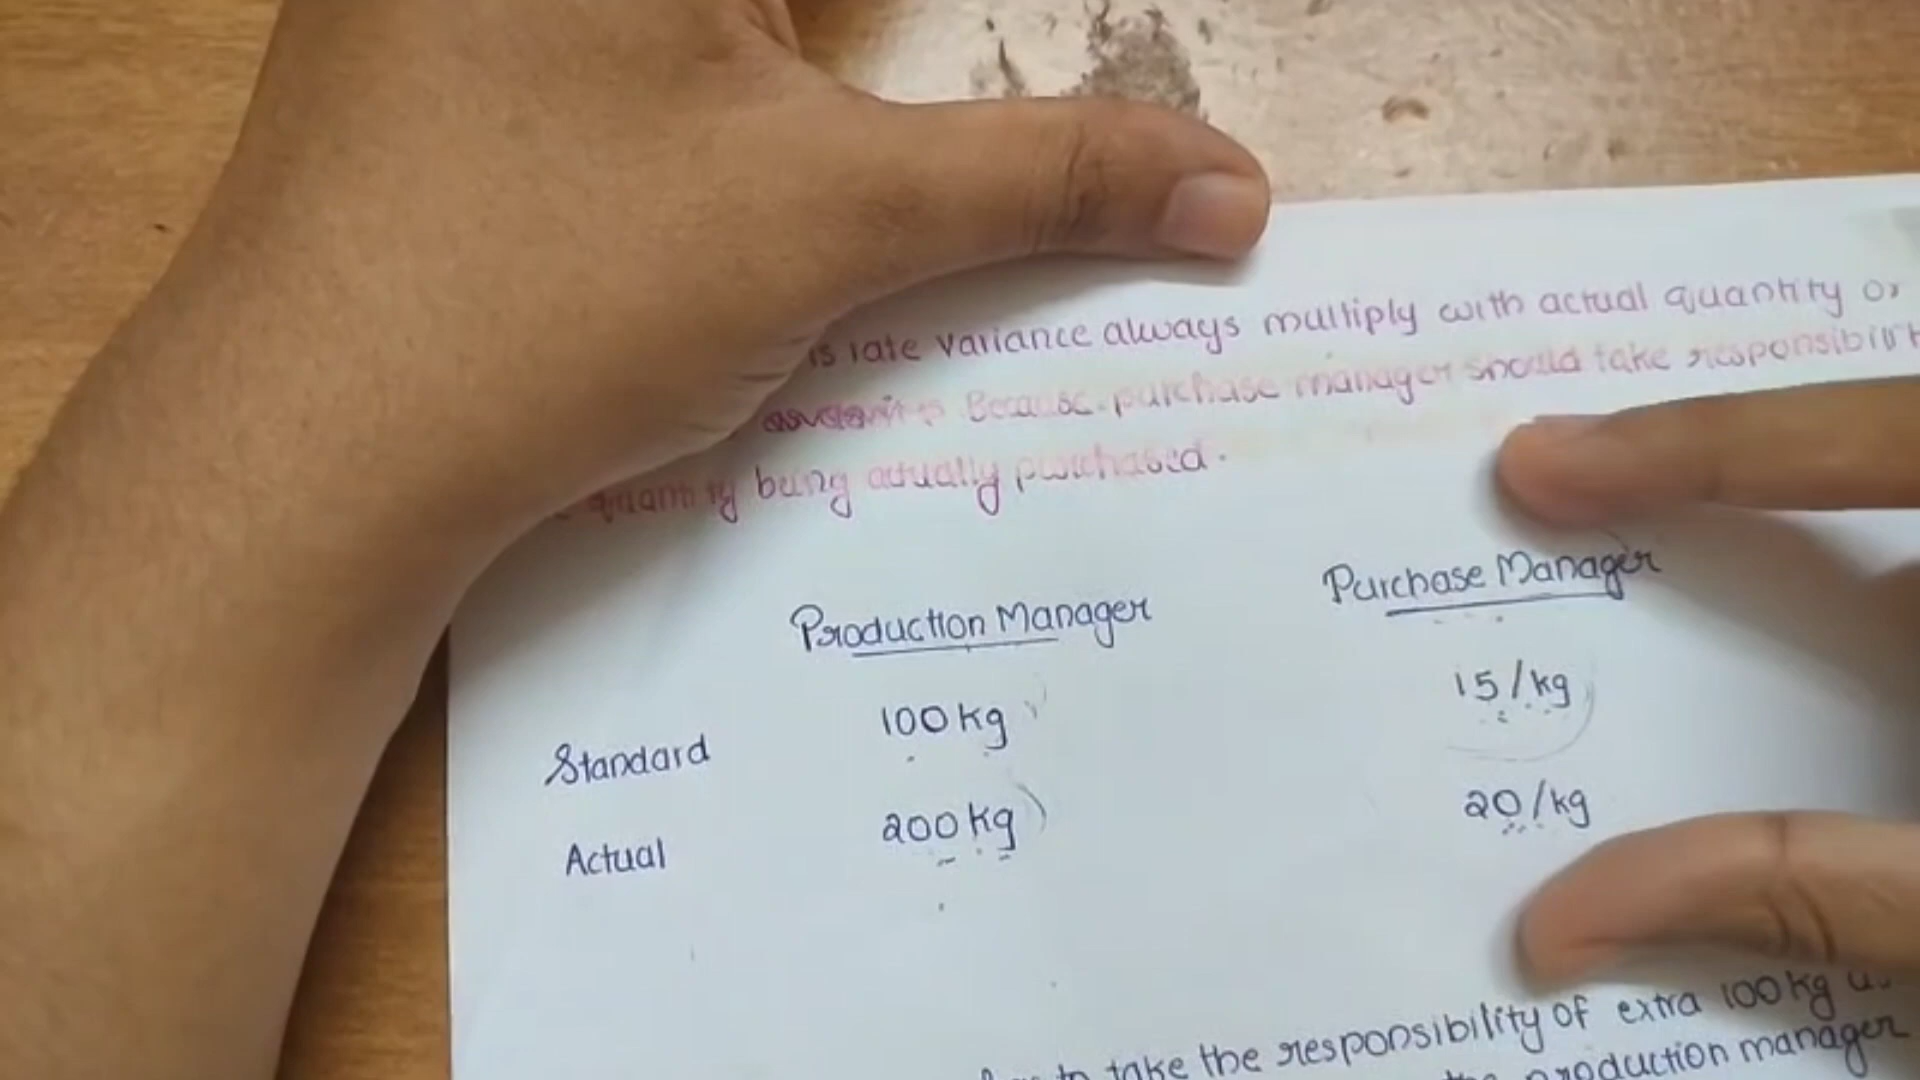 is rate variance always multiply with actual quantity or
Because purchase manager should take responsibilit
quantity being actually purchased.
Production Manager Purchase Manager
Standard 100 kg 15/kg
Actual 200 kg 20/kg
to take the responsibility of extra 100 kg
production manager